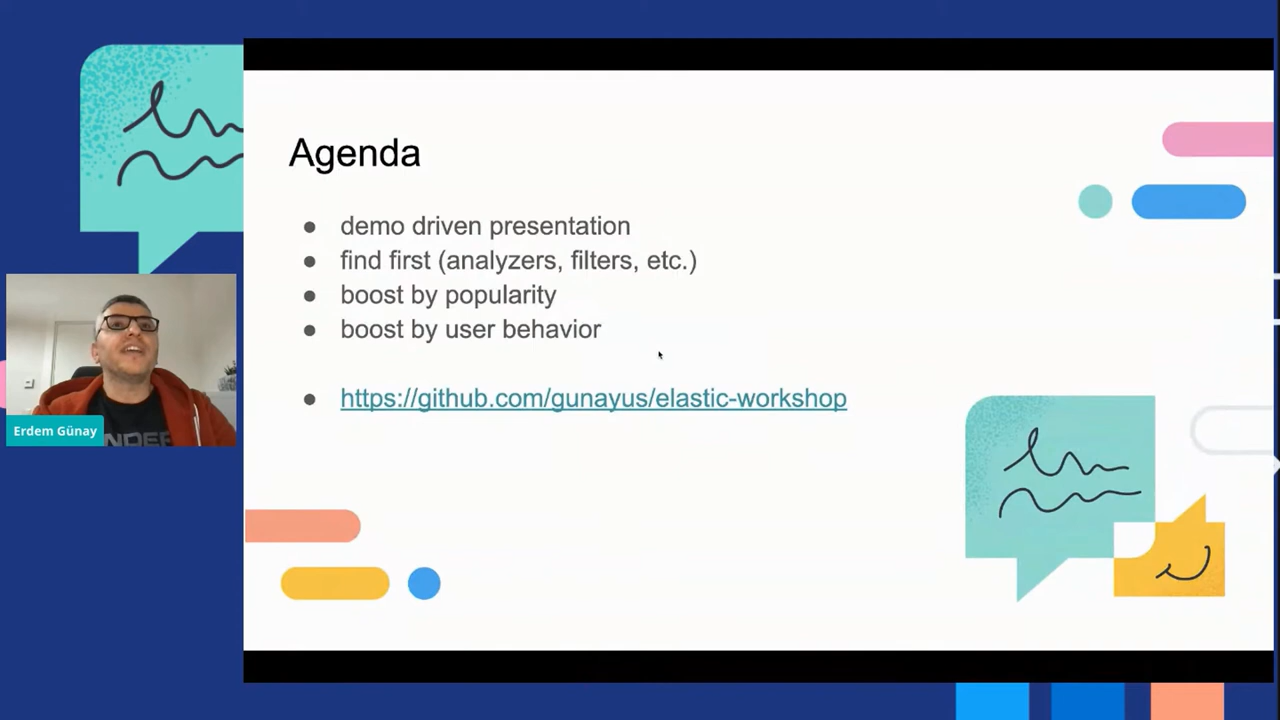 Agenda
● demo driven presentation
● find first (analyzers, filters, etc.)
● boost by popularity
● boost by user behavior
● https://github.com/gunayus/elastic-workshop
Erdem Günay